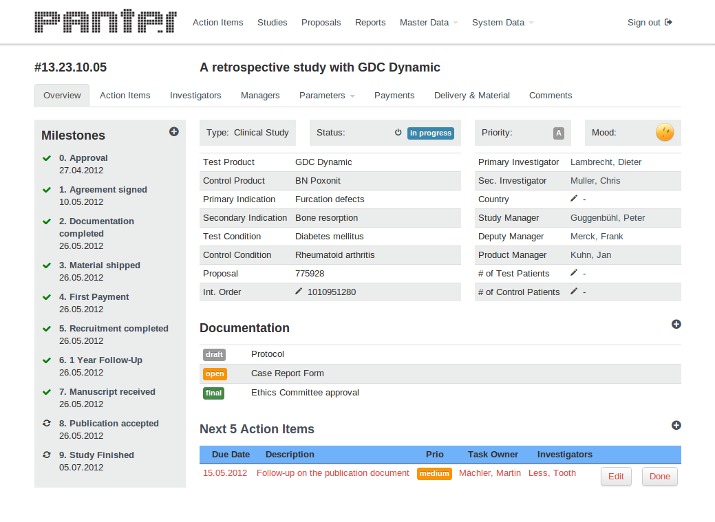 panter
Action Items Studies Proposals Reports Master Data System Data Sign out
#13.23.10.05 A retrospective study with GDC Dynamic
Overview Action Items Investigators Managers Parameters Payments Delivery & Material Comments
Milestones
0. Approval
27.04.2012
1. Agreement signed
10.05.2012
2. Documentation
completed
26.05.2012
3. Material shipped
26.05.2012
4. First Payment
26.05.2012
5. Recruitment completed
26.05.2012
6. 1 Year Follow-Up
26.05.2012
7. Manuscript received
26.05.2012
8. Publication accepted
26.05.2012
9. Study Finished
05.07.2012
Type: Clinical Study Status: In progress Priority: A Mood:
Test Product GDC Dynamic
Control Product BN Poxonit
Primary Indication Furcation defects
Secondary Indication Bone resorption
Test Condition Diabetes mellitus
Control Condition Rheumatoid arthritis
Proposal 775928
Int. Order 1010951280
Primary Investigator Lambrecht, Dieter
Sec. Investigator Muller, Chris
Country -
Study Manager Guggenbühl, Peter
Deputy Manager Merck, Frank
Product Manager Kuhn, Jan
# of Test Patients -
# of Control Patients -
Documentation
draft Protocol
open Case Report Form
final Ethics Committee approval
Next 5 Action Items
Due Date Description Prio Task Owner Investigators
15.05.2012 Follow-up on the publication document medium Mächler, Martin Less, Tooth Edit Done